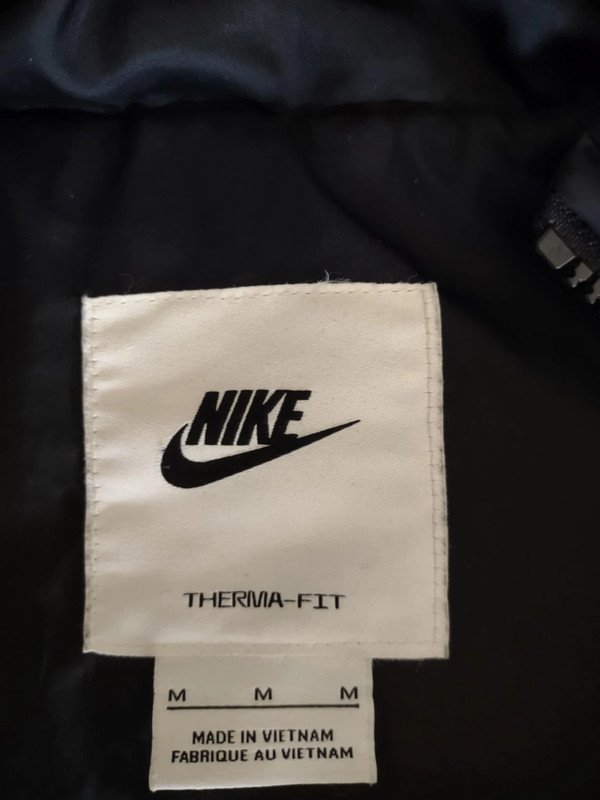 NIKE
THERMA-FIT
M M M
MADE IN VIETNAM
FABRIQUE AU VIETNAM